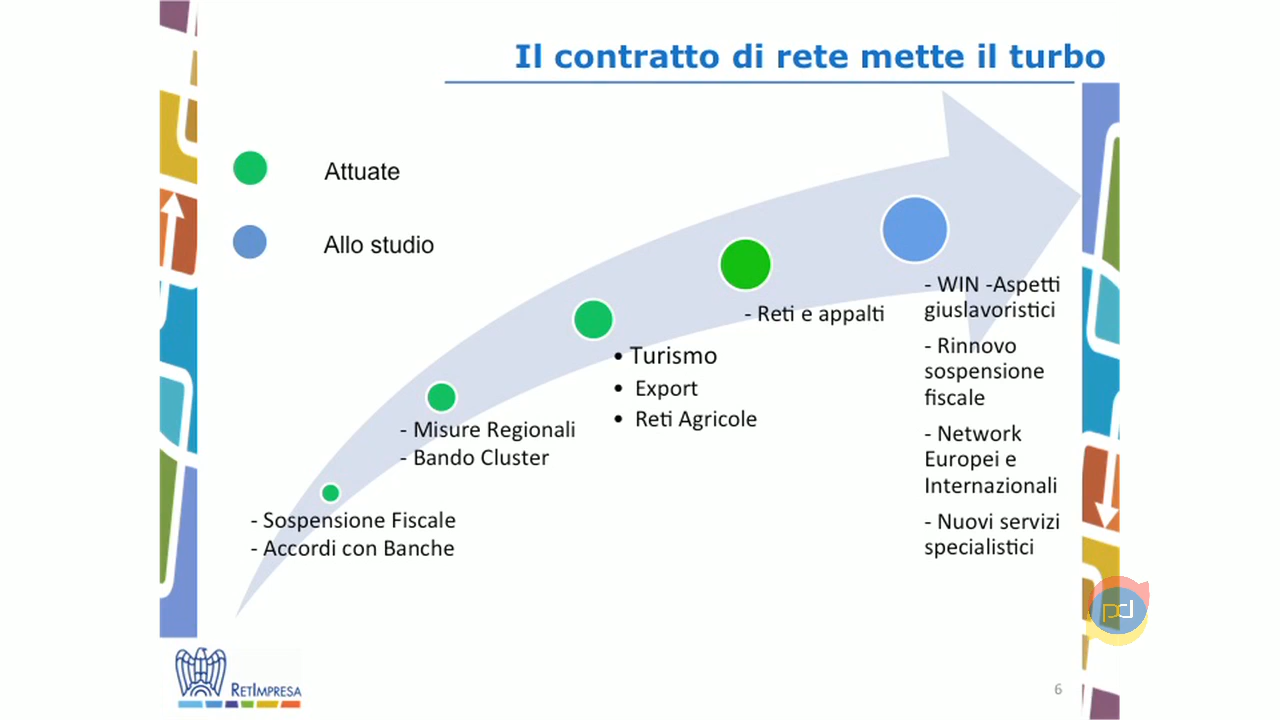 Il contratto di rete mette il turbo
Attuate
Allo studio
- Sospensione Fiscale
- Accordi con Banche
- Misure Regionali
- Bando Cluster
• Turismo
• Export
• Reti Agricole
- Reti e appalti
- WIN -Aspetti
giuslavoristici
- Rinnovo
sospensione
fiscale
- Network
Europei e
Internazionali
- Nuovi servizi
specialistici
RETIMPRESA
6
pd